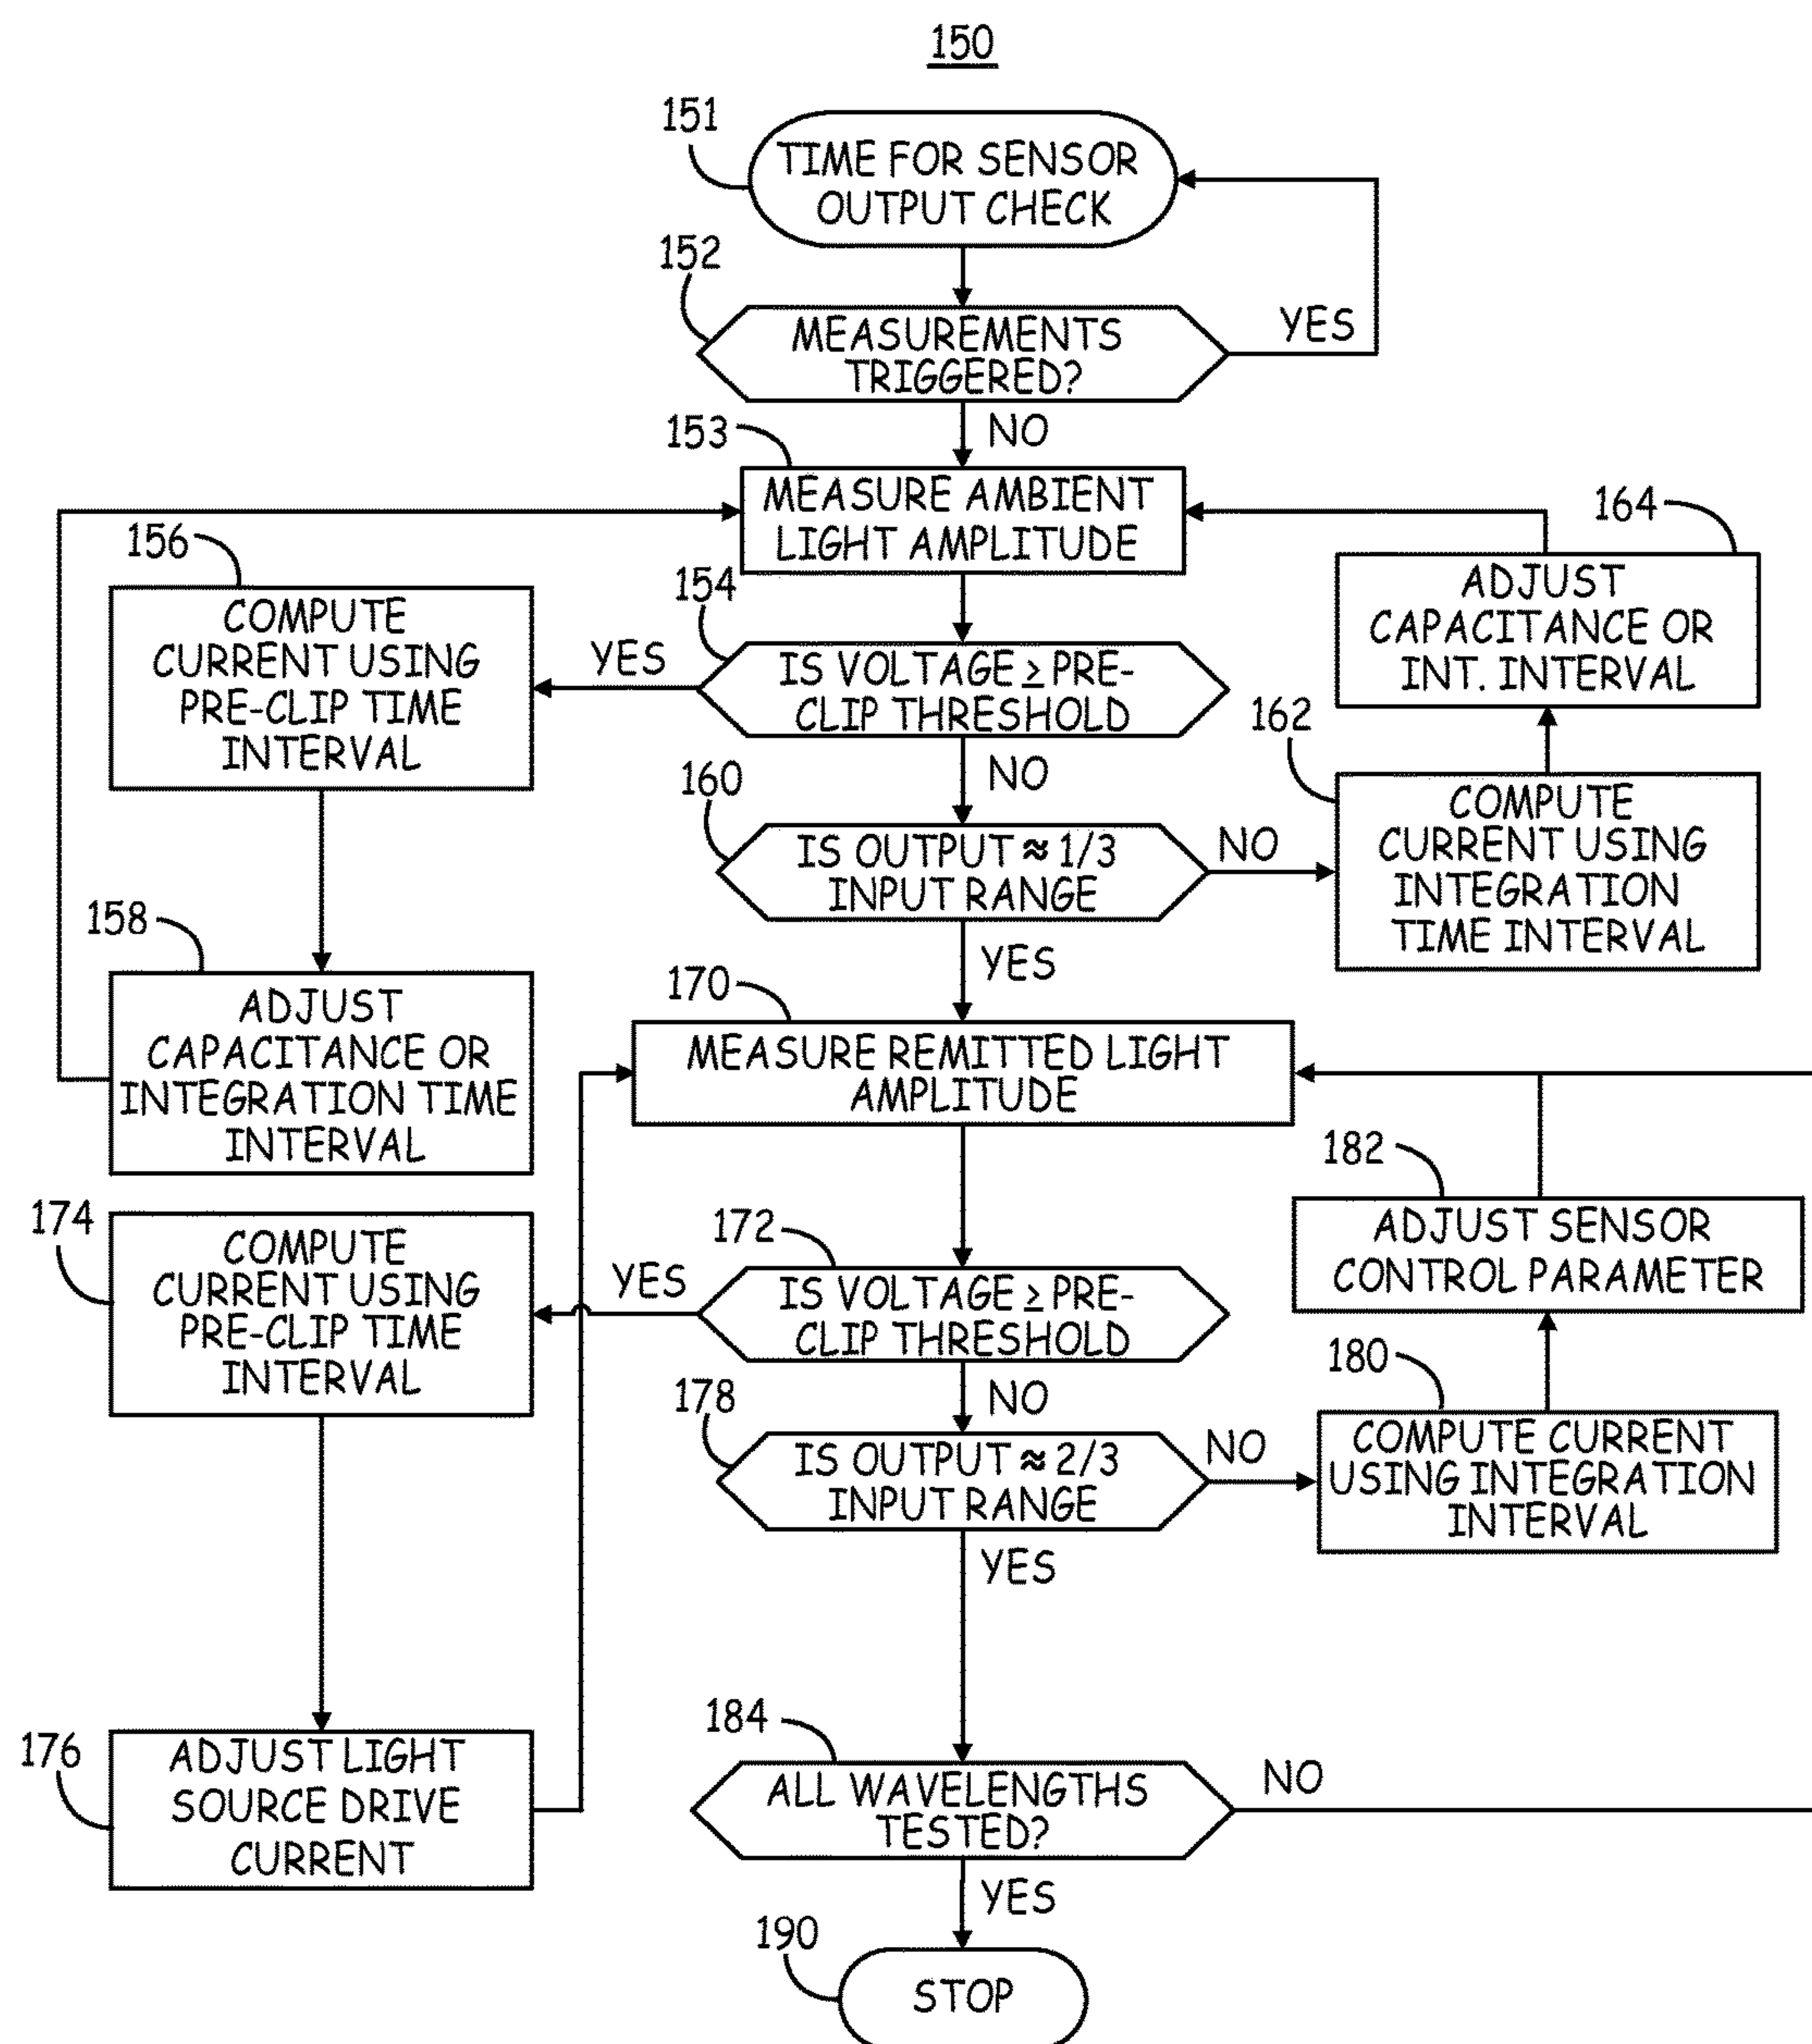 150
151
TIME FOR SENSOR
OUTPUT CHECK
152
MEASUREMENTS
TRIGGERED?
YES
NO
153
MEASURE AMBIENT
LIGHT AMPLITUDE
154
IS VOLTAGE ≥ PRE-
CLIP THRESHOLD
YES
NO
156
COMPUTE
CURRENT USING
PRE-CLIP TIME
INTERVAL
158
ADJUST
CAPACITANCE OR
INTEGRATION TIME
INTERVAL
160
IS OUTPUT ≈ 1/3
INPUT RANGE
NO
YES
162
COMPUTE
CURRENT USING
INTEGRATION
TIME INTERVAL
164
ADJUST
CAPACITANCE OR
INT. INTERVAL
170
MEASURE REMITTED LIGHT
AMPLITUDE
172
IS VOLTAGE ≥ PRE-
CLIP THRESHOLD
YES
NO
174
COMPUTE
CURRENT USING
PRE-CLIP TIME
INTERVAL
176
ADJUST LIGHT
SOURCE DRIVE
CURRENT
178
IS OUTPUT ≈ 2/3
INPUT RANGE
NO
YES
180
COMPUTE CURRENT
USING INTEGRATION
INTERVAL
182
ADJUST SENSOR
CONTROL PARAMETER
184
ALL WAVELENGTHS
TESTED?
NO
YES
190
STOP